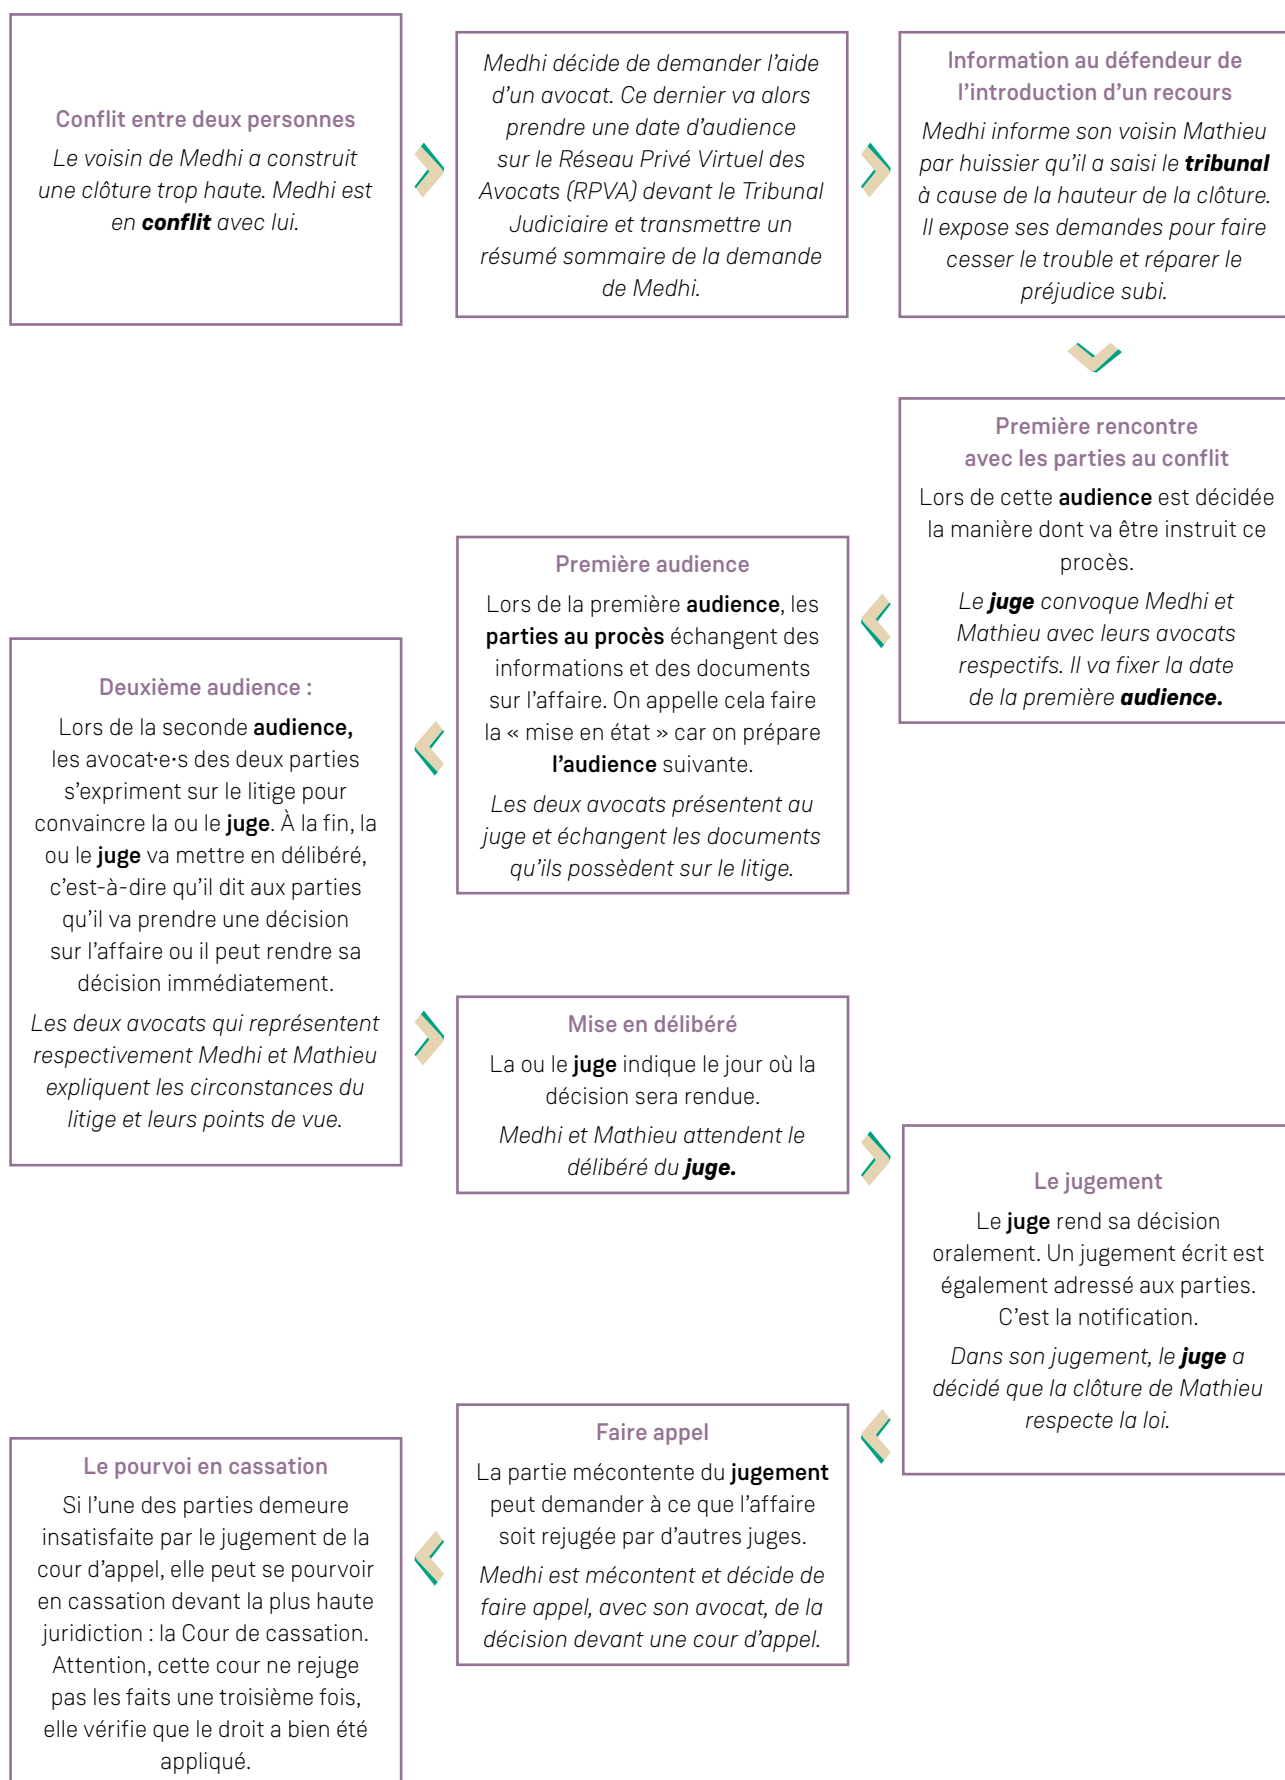 Conflit entre deux personnes
Le voisin de Medhi a construit
une clôture trop haute. Medhi est
en conflit avec lui.
Medhi décide de demander l'aide
d'un avocat. Ce dernier va alors
prendre une date d'audience
sur le Réseau Privé Virtuel des
Avocats (RPVA) devant le Tribunal
Judiciaire et transmettre un
résumé sommaire de la demande
de Medhi.
Information au défendeur de
l'introduction d'un recours
Medhi informe son voisin Mathieu
par huissier qu'il a saisi le tribunal
à cause de la hauteur de la clôture.
Il expose ses demandes pour faire
cesser le trouble et réparer le
préjudice subi.
Première rencontre
avec les parties au conflit
Lors de cette audience est décidée
la manière dont va être instruit ce
procès.
Le juge convoque Medhi et
Mathieu avec leurs avocats
respectifs. Il va fixer la date
de la première audience.
Première audience
Lors de la première audience, les
parties au procès échangent des
informations et des documents
sur l'affaire. On appelle cela faire
la « mise en état » car on prépare
l'audience suivante.
Les deux avocats présentent au
juge et échangent les documents
qu'ils possèdent sur le litige.
Deuxième audience :
Lors de la seconde audience,
les avocat·e·s des deux parties
s'expriment sur le litige pour
convaincre la ou le juge. À la fin, la
ou le juge va mettre en délibéré,
c'est-à-dire qu'il dit aux parties
qu'il va prendre une décision
sur l'affaire ou il peut rendre sa
décision immédiatement.
Les deux avocats qui représentent
respectivement Medhi et Mathieu
expliquent les circonstances du
litige et leurs points de vue.
Mise en délibéré
La ou le juge indique le jour où la
décision sera rendue.
Medhi et Mathieu attendent le
délibéré du juge.
Le jugement
Le juge rend sa décision
oralement. Un jugement écrit est
également adressé aux parties.
C'est la notification.
Dans son jugement, le juge a
décidé que la clôture de Mathieu
respecte la loi.
Faire appel
La partie mécontente du jugement
peut demander à ce que l'affaire
soit rejugée par d'autres juges.
Medhi est mécontent et décide de
faire appel, avec son avocat, de la
décision devant une cour d'appel.
Le pourvoi en cassation
Si l'une des parties demeure
insatisfaite par le jugement de la
cour d'appel, elle peut se pourvoir
en cassation devant la plus haute
juridiction : la Cour de cassation.
Attention, cette cour ne rejuge
pas les faits une troisième fois,
elle vérifie que le droit a bien été
appliqué.